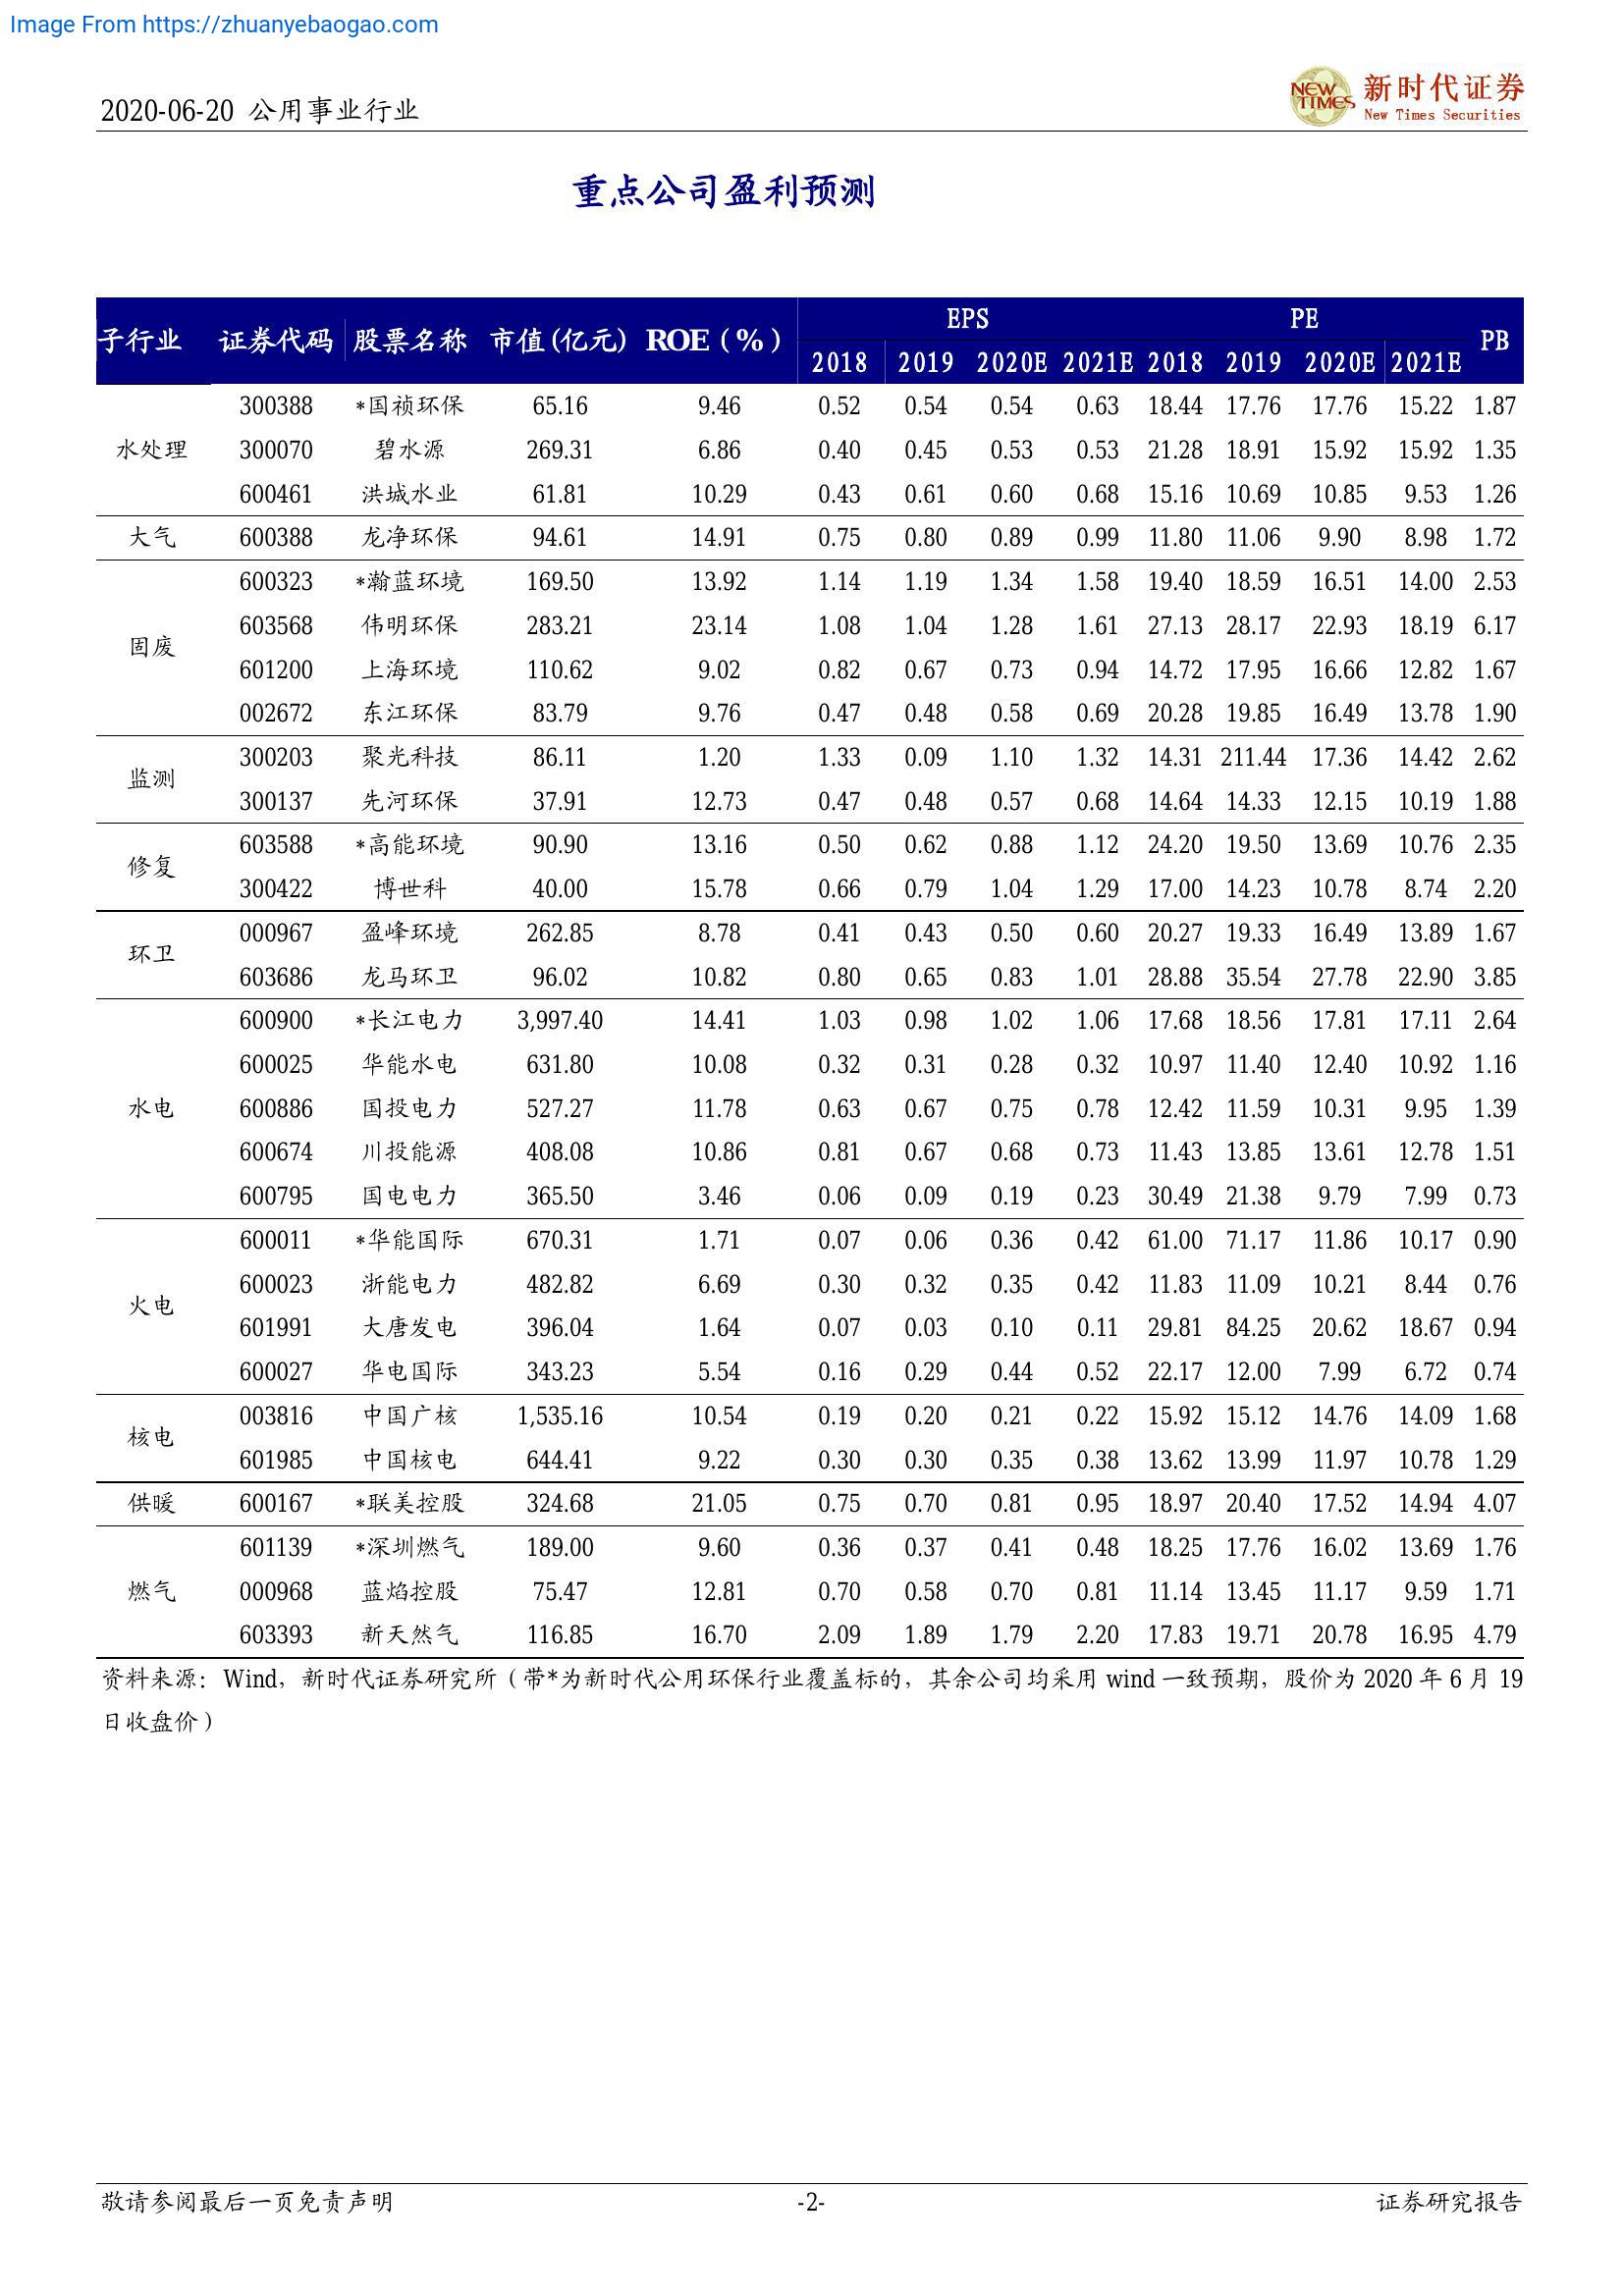 Image From https://zhuanyebaogao.com
2020-06-20 公用事业行业
NEW TIMES 新时代证券
New Times Securities
重点公司盈利预测
子行业 证券代码 股票名称 市值(亿元) ROE（%） EPS PE PB
2018 2019 2020E 2021E 2018 2019 2020E 2021E
水处理 300388 *国祯环保 65.16 9.46 0.52 0.54 0.54 0.63 18.44 17.76 17.76 15.22 1.87
300070 碧水源 269.31 6.86 0.40 0.45 0.53 0.53 21.28 18.91 15.92 15.92 1.35
600461 洪城水业 61.81 10.29 0.43 0.61 0.60 0.68 15.16 10.69 10.85 9.53 1.26
大气 600388 龙净环保 94.61 14.91 0.75 0.80 0.89 0.99 11.80 11.06 9.90 8.98 1.72
固废 600323 *瀚蓝环境 169.50 13.92 1.14 1.19 1.34 1.58 19.40 18.59 16.51 14.00 2.53
603568 伟明环保 283.21 23.14 1.08 1.04 1.28 1.61 27.13 28.17 22.93 18.19 6.17
601200 上海环境 110.62 9.02 0.82 0.67 0.73 0.94 14.72 17.95 16.66 12.82 1.67
002672 东江环保 83.79 9.76 0.47 0.48 0.58 0.69 20.28 19.85 16.49 13.78 1.90
监测 300203 聚光科技 86.11 1.20 1.33 0.09 1.10 1.32 14.31 211.44 17.36 14.42 2.62
300137 先河环保 37.91 12.73 0.47 0.48 0.57 0.68 14.64 14.33 12.15 10.19 1.88
修复 603588 *高能环境 90.90 13.16 0.50 0.62 0.88 1.12 24.20 19.50 13.69 10.76 2.35
300422 博世科 40.00 15.78 0.66 0.79 1.04 1.29 17.00 14.23 10.78 8.74 2.20
环卫 000967 盈峰环境 262.85 8.78 0.41 0.43 0.50 0.60 20.27 19.33 16.49 13.89 1.67
603686 龙马环卫 96.02 10.82 0.80 0.65 0.83 1.01 28.88 35.54 27.78 22.90 3.85
水电 600900 *长江电力 3,997.40 14.41 1.03 0.98 1.02 1.06 17.68 18.56 17.81 17.11 2.64
600025 华能水电 631.80 10.08 0.32 0.31 0.28 0.32 10.97 11.40 12.40 10.92 1.16
600886 国投电力 527.27 11.78 0.63 0.67 0.75 0.78 12.42 11.59 10.31 9.95 1.39
600674 川投能源 408.08 10.86 0.81 0.67 0.68 0.73 11.43 13.85 13.61 12.78 1.51
600795 国电电力 365.50 3.46 0.06 0.09 0.19 0.23 30.49 21.38 9.79 7.99 0.73
火电 600011 *华能国际 670.31 1.71 0.07 0.06 0.36 0.42 61.00 71.17 11.86 10.17 0.90
600023 浙能电力 482.82 6.69 0.30 0.32 0.35 0.42 11.83 11.09 10.21 8.44 0.76
601991 大唐发电 396.04 1.64 0.07 0.03 0.10 0.11 29.81 84.25 20.62 18.67 0.94
600027 华电国际 343.23 5.54 0.16 0.29 0.44 0.52 22.17 12.00 7.99 6.72 0.74
核电 003816 中国广核 1,535.16 10.54 0.19 0.20 0.21 0.22 15.92 15.12 14.76 14.09 1.68
601985 中国核电 644.41 9.22 0.30 0.30 0.35 0.38 13.62 13.99 11.97 10.78 1.29
供暖 600167 *联美控股 324.68 21.05 0.75 0.70 0.81 0.95 18.97 20.40 17.52 14.94 4.07
燃气 601139 *深圳燃气 189.00 9.60 0.36 0.37 0.41 0.48 18.25 17.76 16.02 13.69 1.76
000968 蓝焰控股 75.47 12.81 0.70 0.58 0.70 0.81 11.14 13.45 11.17 9.59 1.71
603393 新天然气 116.85 16.70 2.09 1.89 1.79 2.20 17.83 19.71 20.78 16.95 4.79
资料来源：Wind，新时代证券研究所（带*为新时代公用环保行业覆盖标的，其余公司均采用 wind 一致预期，股价为 2020 年 6 月 19
日收盘价）
敬请参阅最后一页免责声明 -2- 证券研究报告